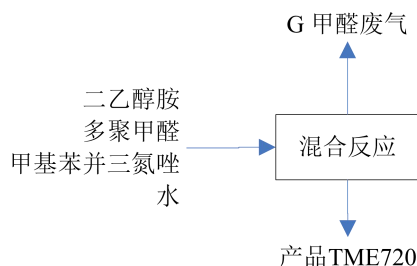 G 甲醛废气
二乙醇胺
多聚甲醛
甲基苯并三氮唑
水
混合反应
产品TME720